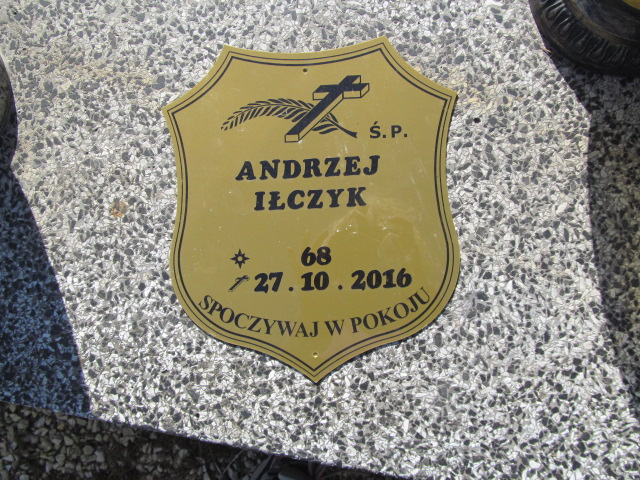 Ś.P.
ANDRZEJ
IŁCZYK
68
27.10.2016
SPOCZYWAJ W POKOJU